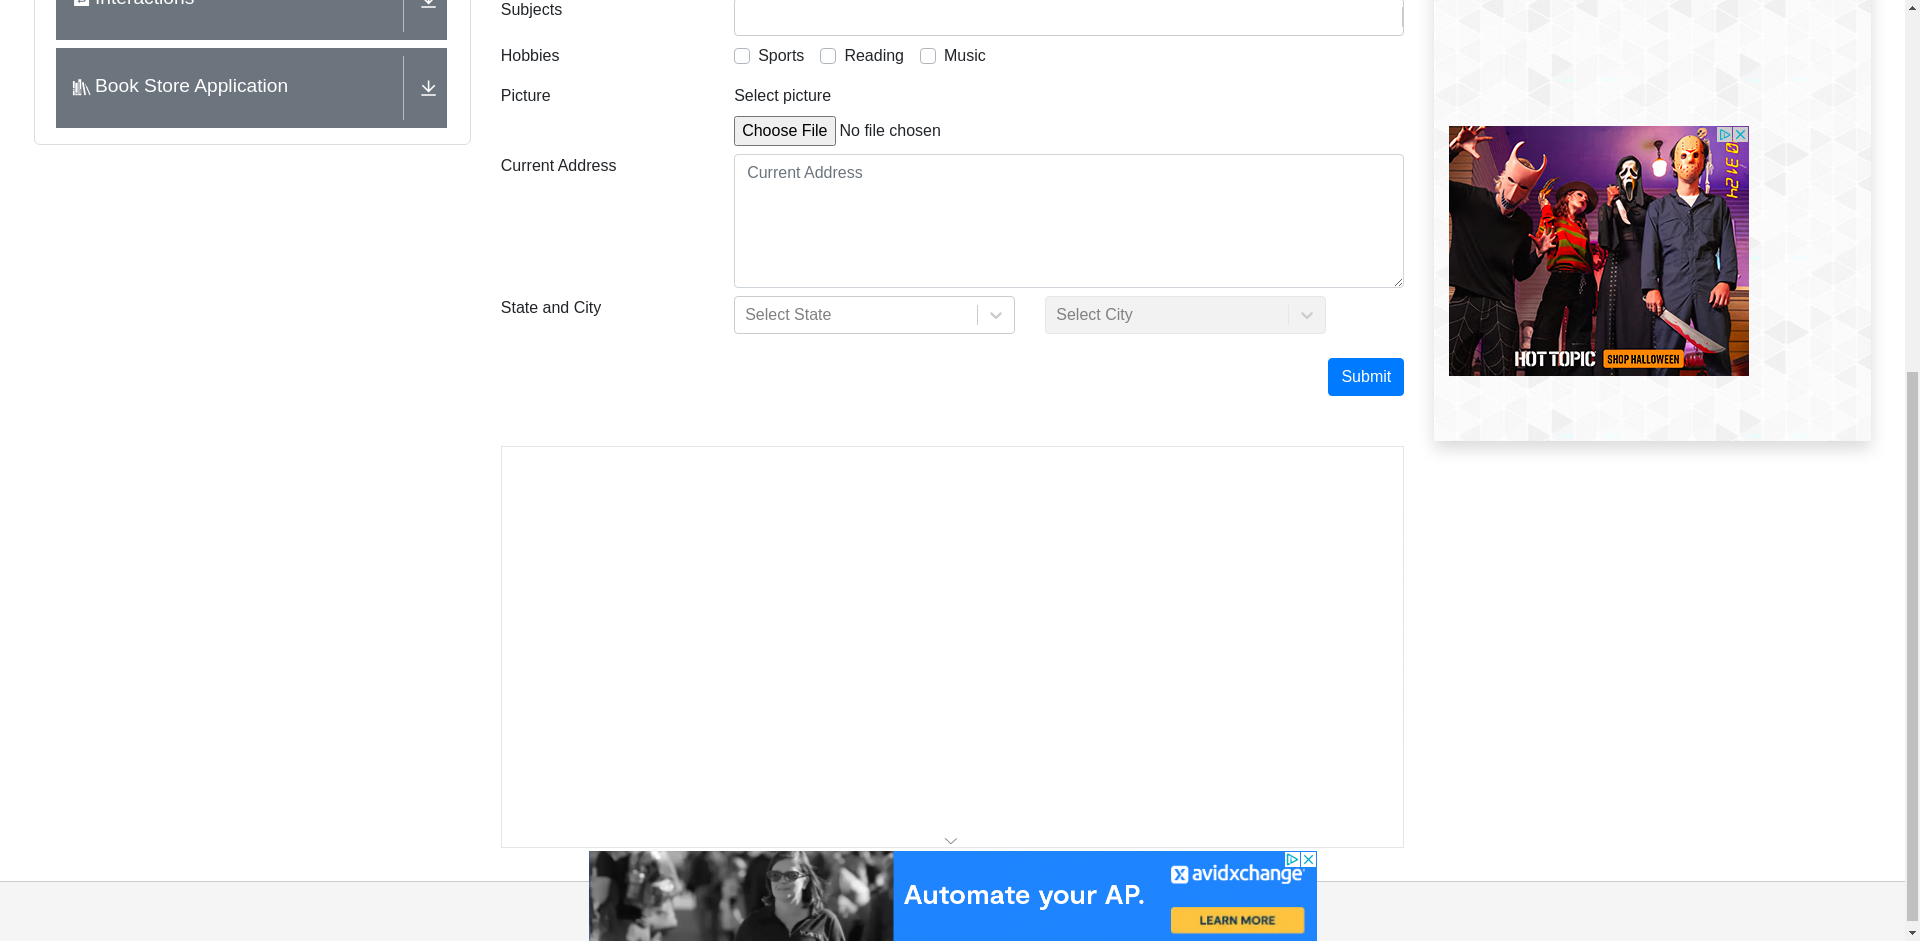 Interactions
Book Store Application
Subjects
Hobbies
Sports
Reading
Music
Picture
Select picture
Choose File No file chosen
Current Address
Current Address
State and City
Select State
Select City
Submit
03124
HOT TOPIC
SHOP HALLOWEEN
Automate your AP.
avidxchange
LEARN MORE